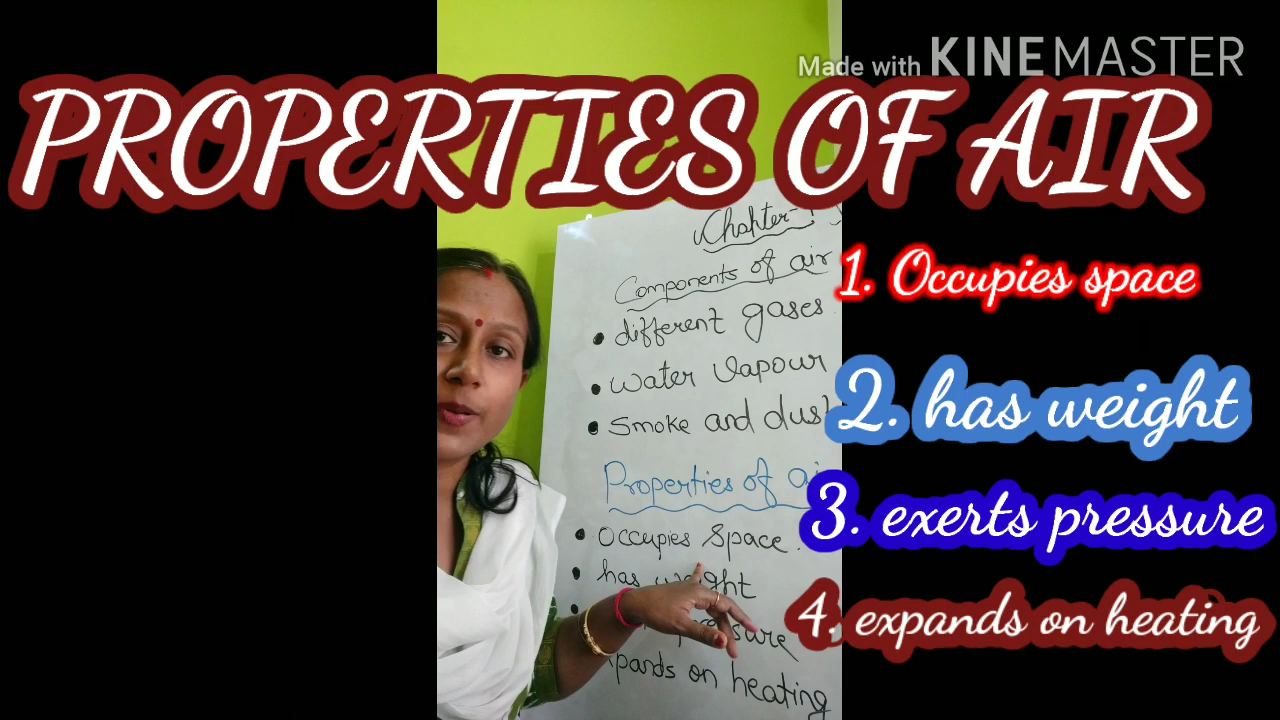 Made with KINEMASTER
PROPERTIES OF AIR
1. Occupies space
2. has weight
3. exerts pressure
4. expands on heating
Chapter-
Components of air
different gases
water vapour
Smoke and dust
Properties of ai
Occupies Space.
has weight
ssure
pands on heating